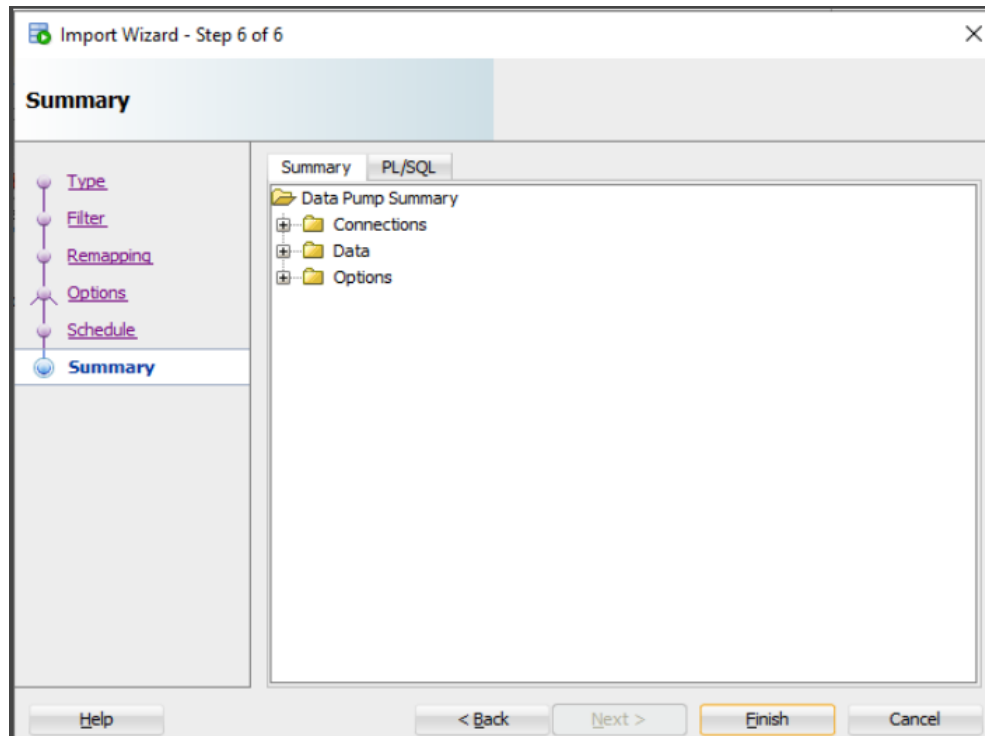 Import Wizard - Step 6 of 6
Summary
Type
Filter
Remapping
Options
Schedule
Summary
Summary PL/SQL
Data Pump Summary
Connections
Data
Options
Help < Back Next > Finish Cancel